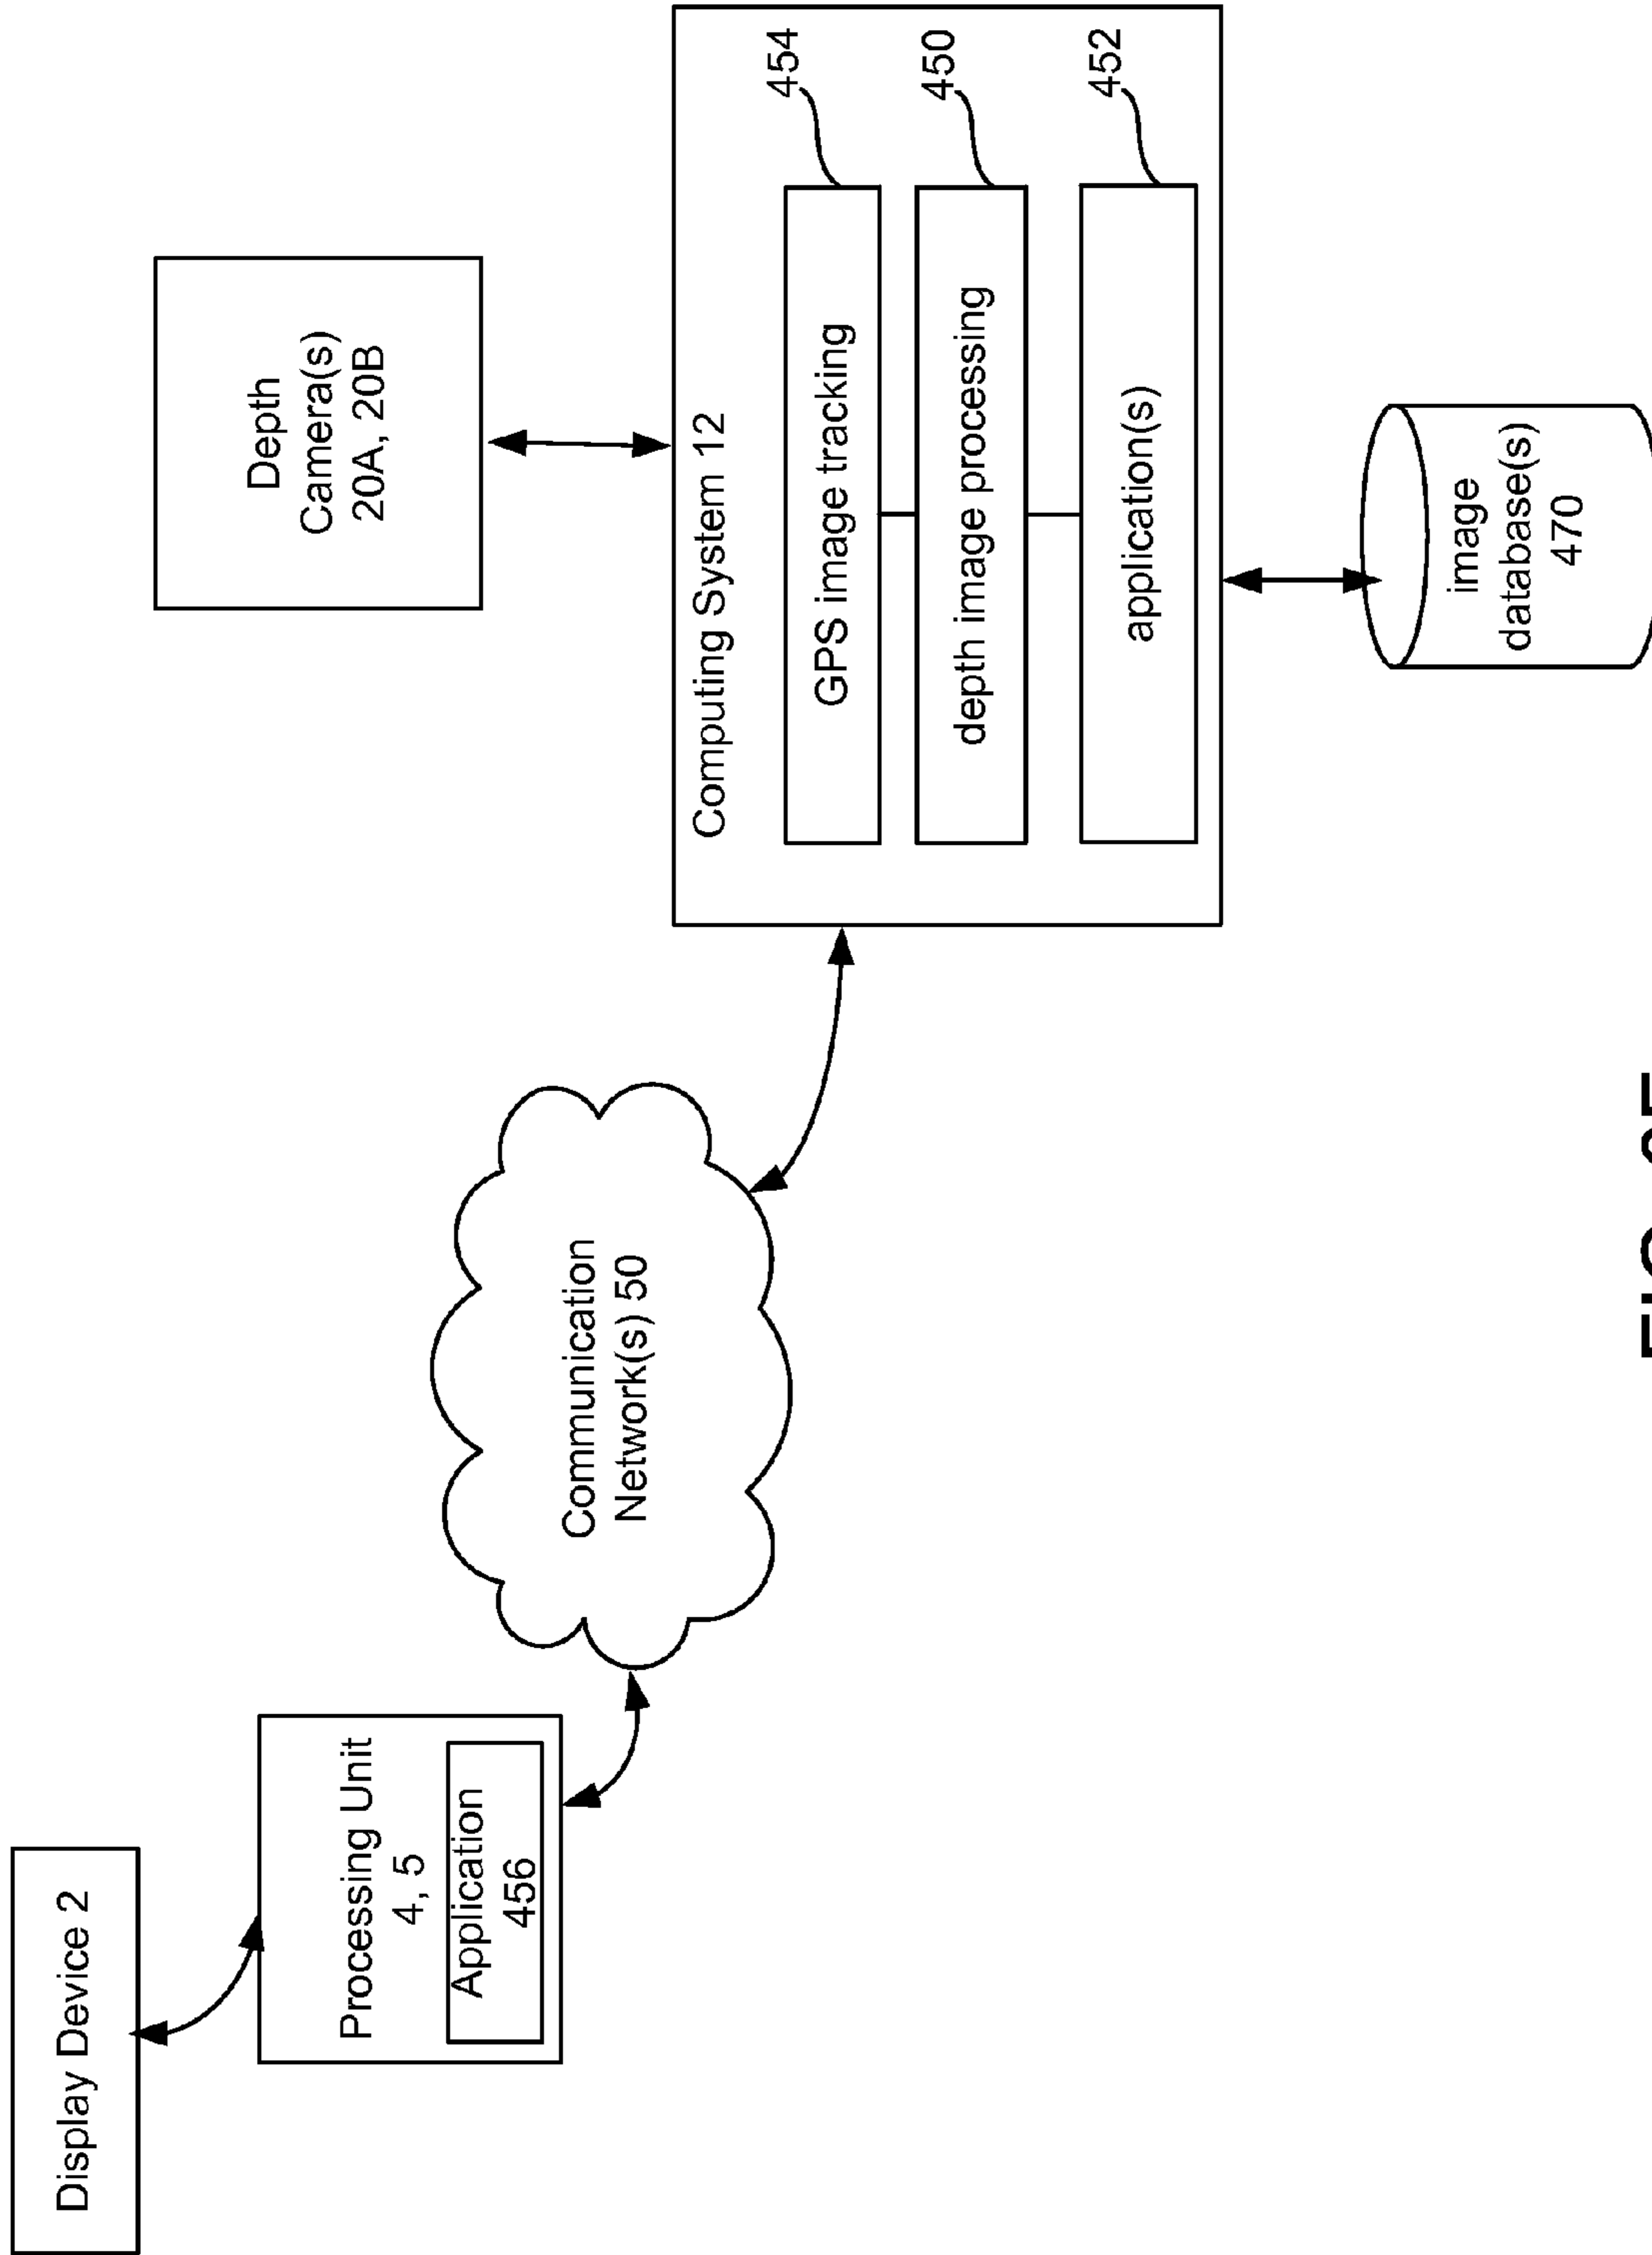 Display Device 2
Processing Unit
4, 5
Application
456
Communication
Network(s) 50
Depth
Camera(s)
20A, 20B
Computing System 12
GPS image tracking
454
depth image processing
450
application(s)
452
image
database(s)
470